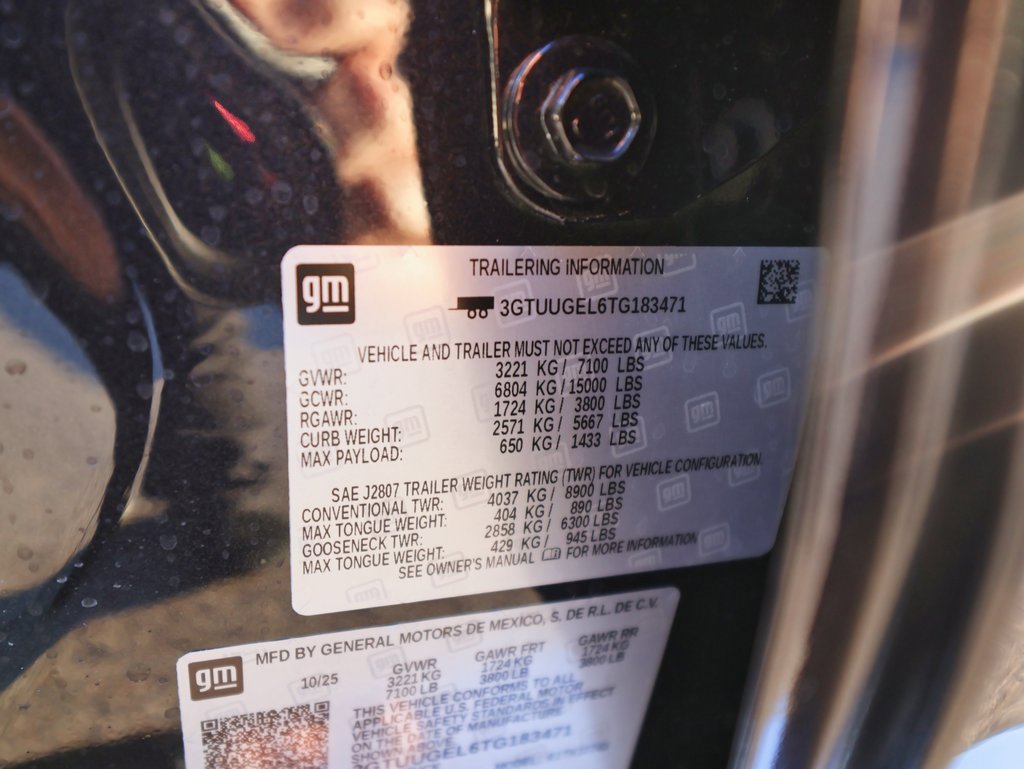 gm
TRAILERING INFORMATION
3GTUUGEL6TG183471
VEHICLE AND TRAILER MUST NOT EXCEED ANY OF THESE VALUES.
GVWR: 3221 KG/ 7100 LBS
GCWR: 6804 KG/15000 LBS
RGAWR: 1724 KG/ 3800 LBS
CURB WEIGHT: 2571 KG/ 5667 LBS
MAX PAYLOAD: 650 KG/ 1433 LBS
SAE J2807 TRAILER WEIGHT RATING (TWR) FOR VEHICLE CONFIGURATION.
CONVENTIONAL TWR: 4037 KG/ 8900 LBS
MAX TONGUE WEIGHT: 404 KG/ 890 LBS
GOOSENECK TWR: 2858 KG/ 6300 LBS
MAX TONGUE WEIGHT: 429 KG/ 945 LBS
SEE OWNER'S MANUAL FOR MORE INFORMATION
gm
MFD BY GENERAL MOTORS DE MEXICO, S. DE R.L. DE C.V.
10/25 GVWR GAWR FRT GAWR RR
3221 KG 1724 KG 1724 KG
7100 LB 3800 LB 3800 LB
THIS VEHICLE CONFORMS TO ALL
APPLICABLE U.S. FEDERAL MOTOR
VEHICLE SAFETY STANDARDS IN EFFECT
ON THE DATE OF MANUFACTURE
SHOWN ABOVE.
3GTUUGEL6TG183471